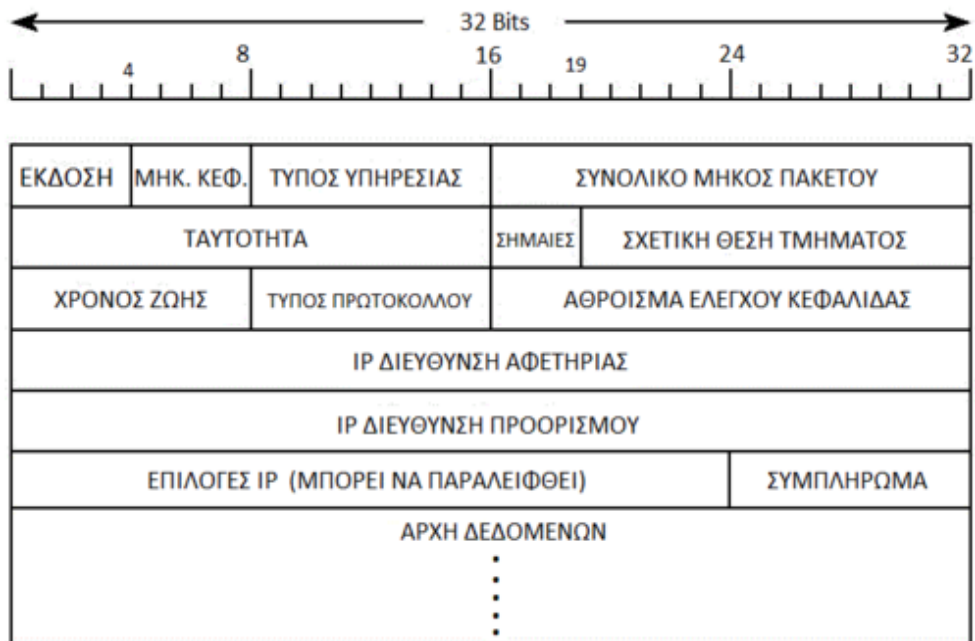 32 Bits
4 8 16 19 24 32
ΕΚΔΟΣΗ ΜΗΚ. ΚΕΦ. ΤΥΠΟΣ ΥΠΗΡΕΣΙΑΣ ΣΥΝΟΛΙΚΟ ΜΗΚΟΣ ΠΑΚΕΤΟΥ
ΤΑΥΤΟΤΗΤΑ ΣΗΜΑΙΕΣ ΣΧΕΤΙΚΗ ΘΕΣΗ ΤΜΗΜΑΤΟΣ
ΧΡΟΝΟΣ ΖΩΗΣ ΤΥΠΟΣ ΠΡΩΤΟΚΟΛΛΟΥ ΑΘΡΟΙΣΜΑ ΕΛΕΓΧΟΥ ΚΕΦΑΛΙΔΑΣ
IP ΔΙΕΥΘΥΝΣΗ ΑΦΕΤΗΡΙΑΣ
IP ΔΙΕΥΘΥΝΣΗ ΠΡΟΟΡΙΣΜΟΥ
ΕΠΙΛΟΓΕΣ IP (ΜΠΟΡΕΙ ΝΑ ΠΑΡΑΛΕΙΦΘΕΙ) ΣΥΜΠΛΗΡΩΜΑ
ΑΡΧΗ ΔΕΔΟΜΕΝΩΝ